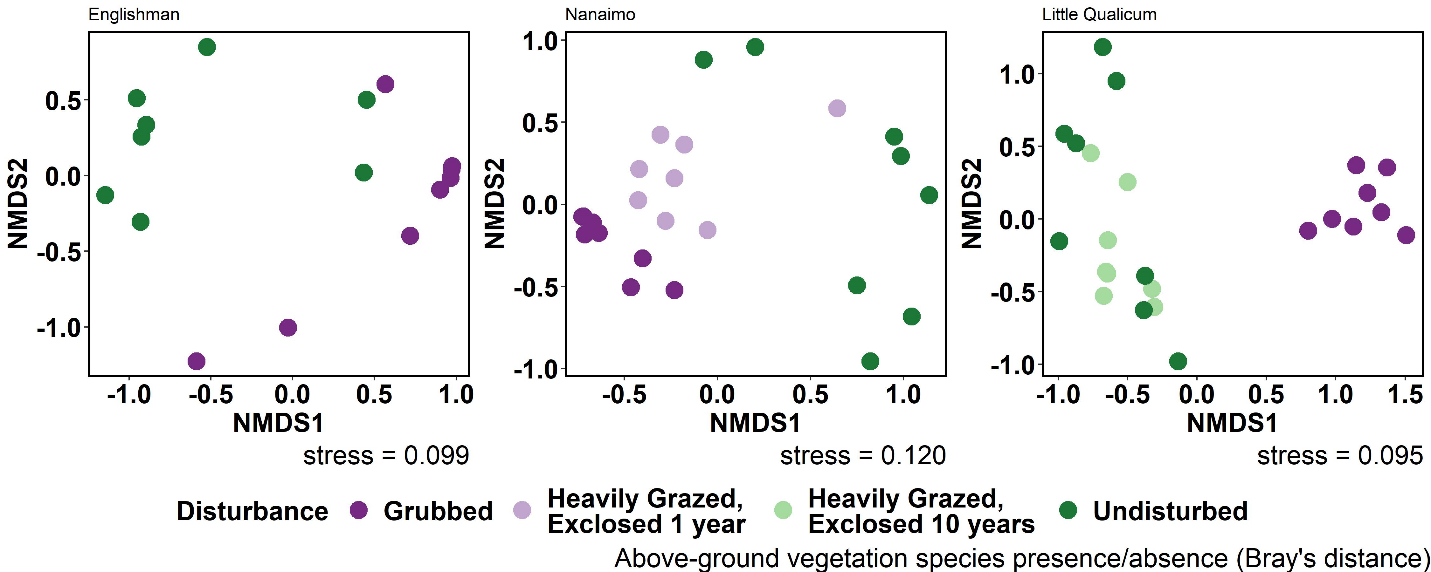 Englishman
Nanaimo
Little Qualicum
NMDS2
0.5
0.0
-0.5
-1.0
-1.0
-0.5
0.0
0.5
1.0
NMDS1
stress = 0.099
NMDS2
1.0
0.5
0.0
-0.5
-1.0
-0.5
0.0
0.5
1.0
NMDS1
stress = 0.120
NMDS2
1.0
0.5
0.0
-0.5
-1.0
-1.0
-0.5
0.0
0.5
1.0
1.5
NMDS1
stress = 0.095
Disturbance
Grubbed
Heavily Grazed,
Exclosed 1 year
Heavily Grazed,
Exclosed 10 years
Undisturbed
Above-ground vegetation species presence/absence (Bray's distance)